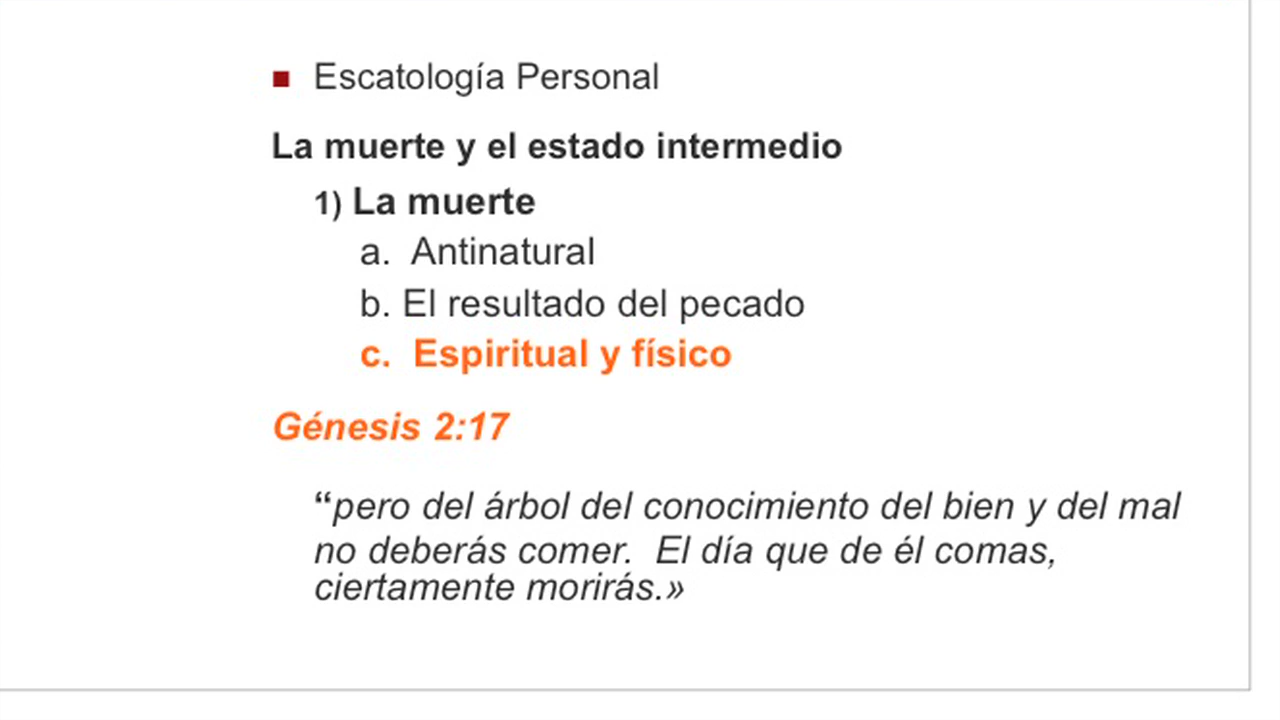 ■ Escatología Personal
La muerte y el estado intermedio
1) La muerte
a. Antinatural
b. El resultado del pecado
c. Espiritual y físico
Génesis 2:17
“pero del árbol del conocimiento del bien y del mal
no deberás comer. El día que de él comas,
ciertamente morirás.»